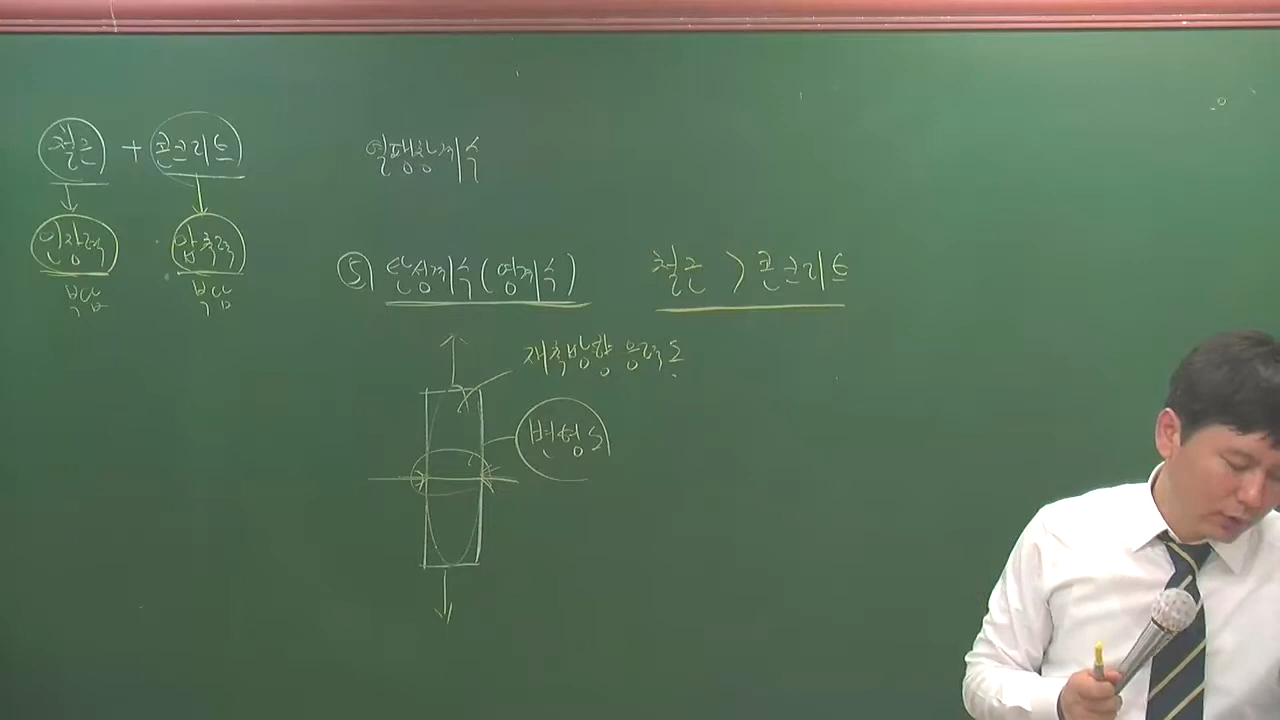 철근 + 콘크리트
인장력 압축력
부담 부담
열팽창계수
⑤ 탄성계수(영계수) 철근 > 콘크리트
재축방향 응력도
변형도